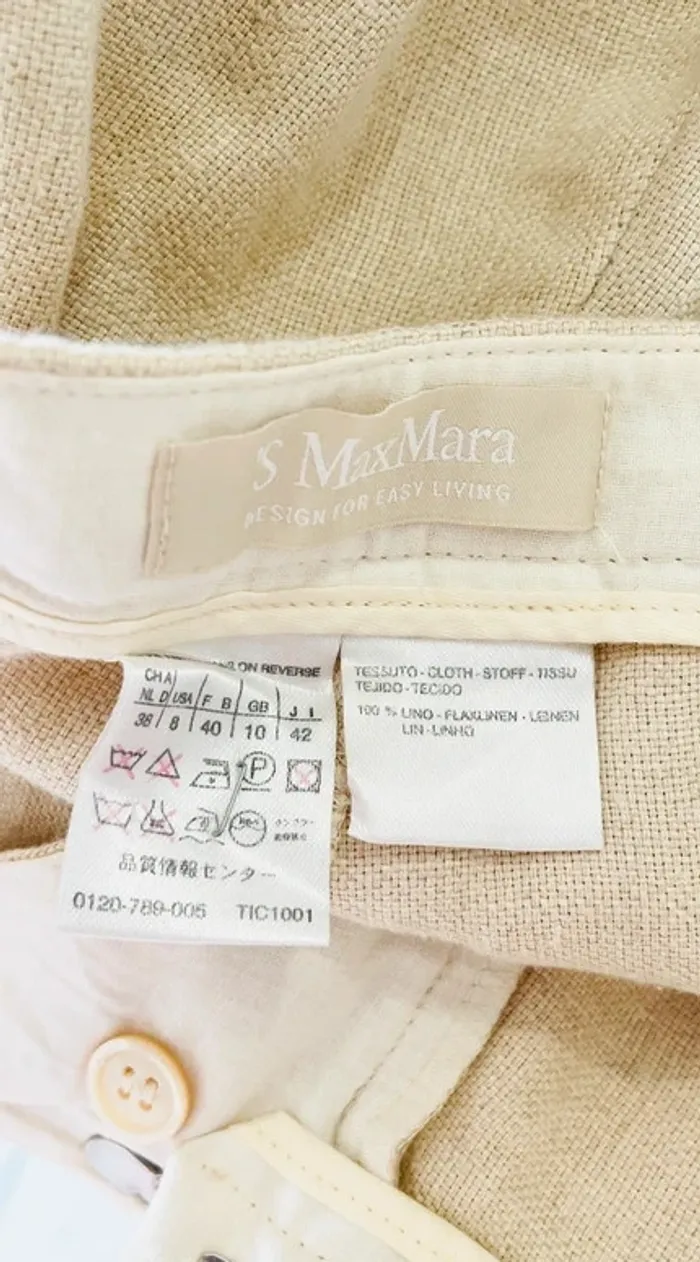 'S MaxMara
DESIGN FOR EASY LIVING
ON REVERSE
CH A
NL D USA F B GB J I
38 8 40 10 42
P
品質情報センター
0120-789-005 TIC1001
TESSUTO - CLOTH - STOFF - TISSU
TEJIDO - TECIDO
100 % LINO - FLAX/LINEN - LEINEN
LIN - LINHO